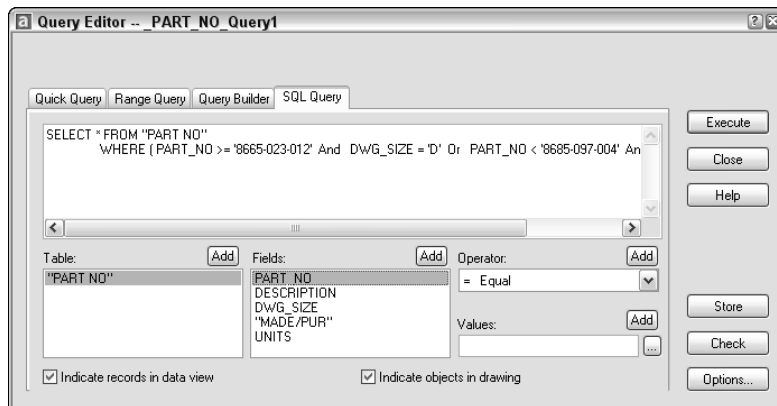 a Query Editor -- _PART_NO_Query1
Quick Query Range Query Query Builder SQL Query
SELECT * FROM "PART NO"
WHERE ( PART_NO >= '8665-023-012' And DWG_SIZE = 'D' Or PART_NO < '8685-097-004' An
Execute
Close
Help
Table: Add Fields: Add Operator: Add
"PART NO"
PART_NO
DESCRIPTION
DWG_SIZE
"MADE/PUR"
UNITS
= Equal
Values: Add
...
Store
Check
Options...
Indicate records in data view Indicate objects in drawing